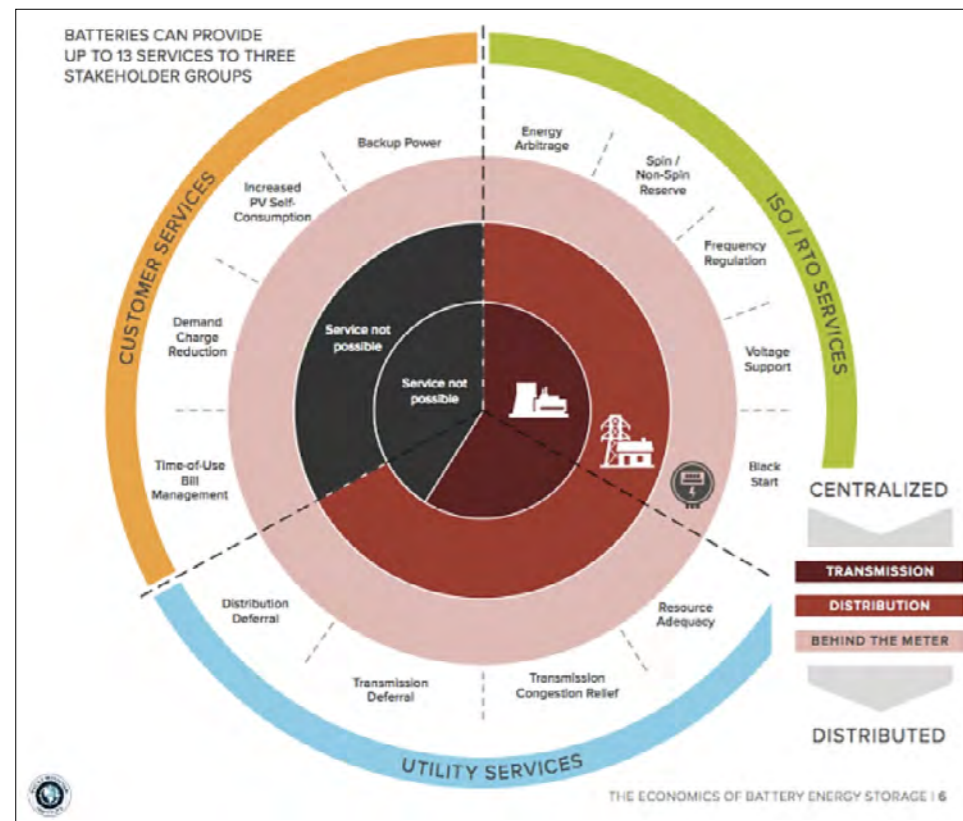 BATTERIES CAN PROVIDE
UP TO 13 SERVICES TO THREE
STAKEHOLDER GROUPS
CUSTOMER SERVICES
ISO / RTO SERVICES
UTILITY SERVICES
Backup Power
Increased
PV Self-
Consumption
Demand
Charge
Reduction
Time-of-Use
Bill
Management
Energy
Arbitrage
Spin /
Non-Spin
Reserve
Frequency
Regulation
Voltage
Support
Black
Start
Resource
Adequacy
Transmission
Congestion Relief
Transmission
Deferral
Distribution
Deferral
Service not
possible
Service not
possible
CENTRALIZED
TRANSMISSION
DISTRIBUTION
BEHIND THE METER
DISTRIBUTED
THE ECONOMICS OF BATTERY ENERGY STORAGE | 6